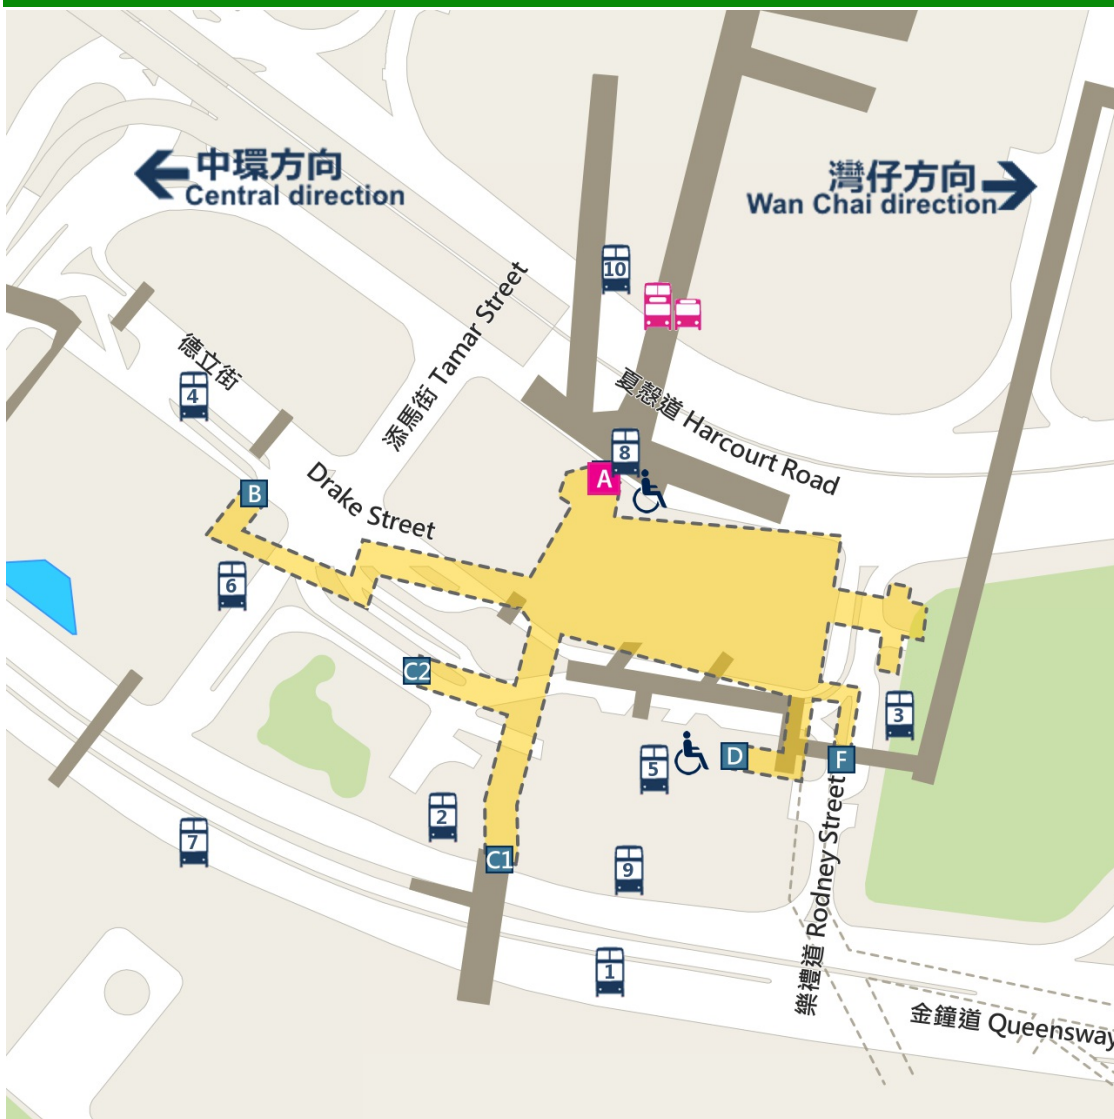 中環方向
Central direction
灣仔方向
Wan Chai direction
10
添馬街 Tamar Street
德立街
4
夏慤道 Harcourt Road
8
A
B
Drake Street
6
C2
3
5
D
F
2
7
C1
9
樂禮道 Rodney Street
1
金鐘道 Queensway